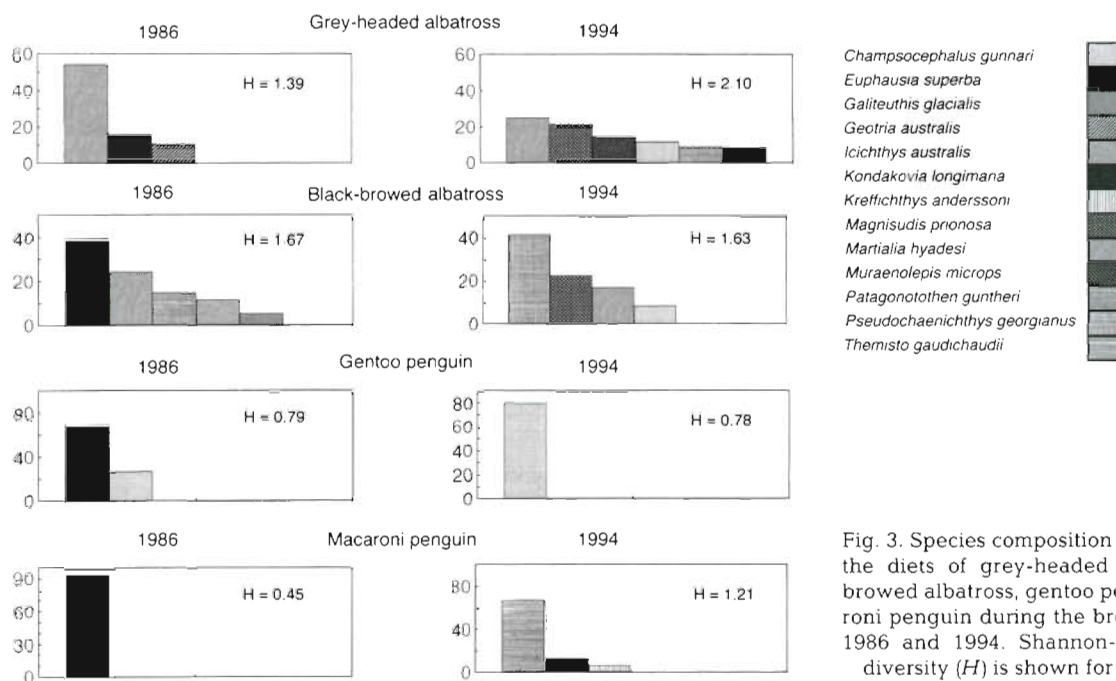 Grey-headed albatross
1986
1994
60
40
20
0
H = 1.39
60
40
20
0
H = 2.10
Black-browed albatross
1986
1994
40
20
0
H = 1.67
40
20
0
H = 1.63
Gentoo penguin
1986
1994
80
40
0
H = 0.79
80
60
40
20
0
H = 0.78
Macaroni penguin
1986
1994
90
60
30
0
H = 0.45
80
40
0
H = 1.21
Champsocephalus gunnari
Euphausia superba
Galiteuthis glacialis
Geotria australis
Icichthys australis
Kondakovia longimana
Kreffichthys anderssoni
Magnisudis prionosa
Martialia hyadesi
Muraenolepis microps
Patagonotothen guntheri
Pseudochaenichthys georgianus
Themisto gaudichaudii
Fig. 3. Species composition
the diets of grey-headed
browed albatross, gentoo pe
roni penguin during the br
1986 and 1994. Shannon-
diversity (H) is shown for